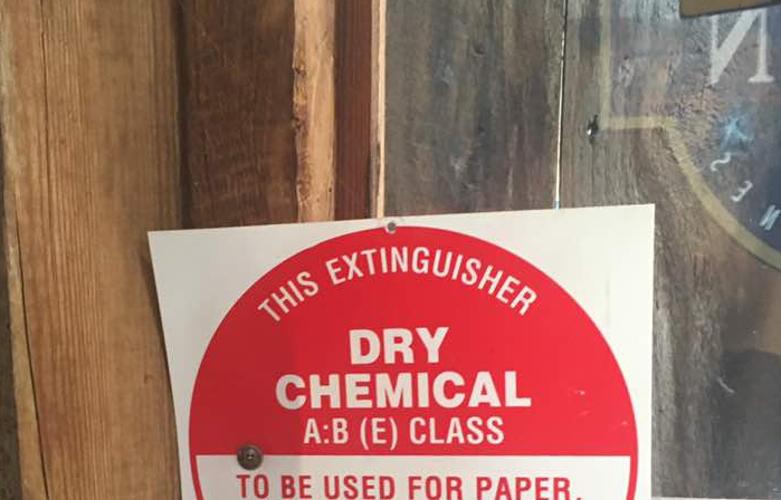 THIS EXTINGUISHER
DRY
CHEMICAL
A:B (E) CLASS
TO BE USED FOR PAPER,